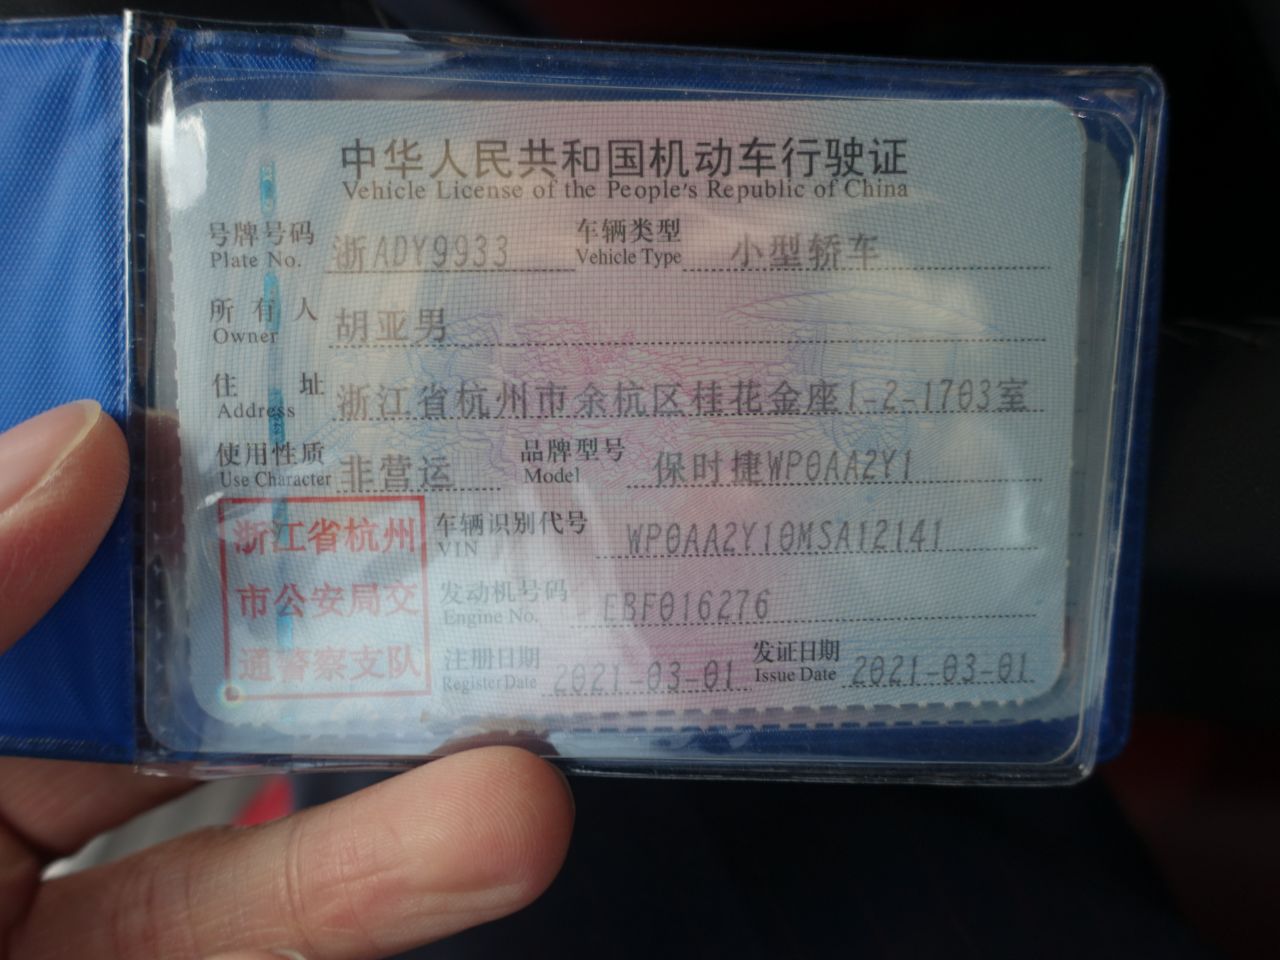 中华人民共和国机动车行驶证
Vehicle License of the People's Republic of China
号牌号码 浙ADY9933 车辆类型 小型轿车
Plate No. Vehicle Type
所有人 胡亚男
Owner
住址 浙江省杭州市余杭区桂花金座1-2-1703室
Address
使用性质 非营运 品牌型号 保时捷WP0AA2Y1
Use Character Model
浙江省杭州
市公安局交
通警察支队
车辆识别代号 WP0AA2Y10MSA12141
VIN
发动机号码 EBF016276
Engine No.
注册日期 2021-03-01 发证日期 2021-03-01
Register Date Issue Date